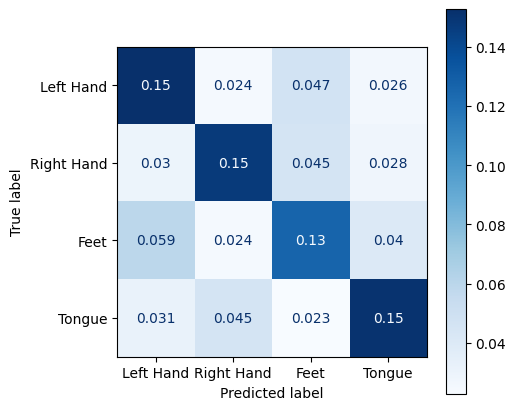 Left Hand 0.15 0.024 0.047 0.026
Right Hand 0.03 0.15 0.045 0.028
Feet 0.059 0.024 0.13 0.04
Tongue 0.031 0.045 0.023 0.15
Left Hand Right Hand Feet Tongue
Predicted label
True label
0.14
0.12
0.10
0.08
0.06
0.04